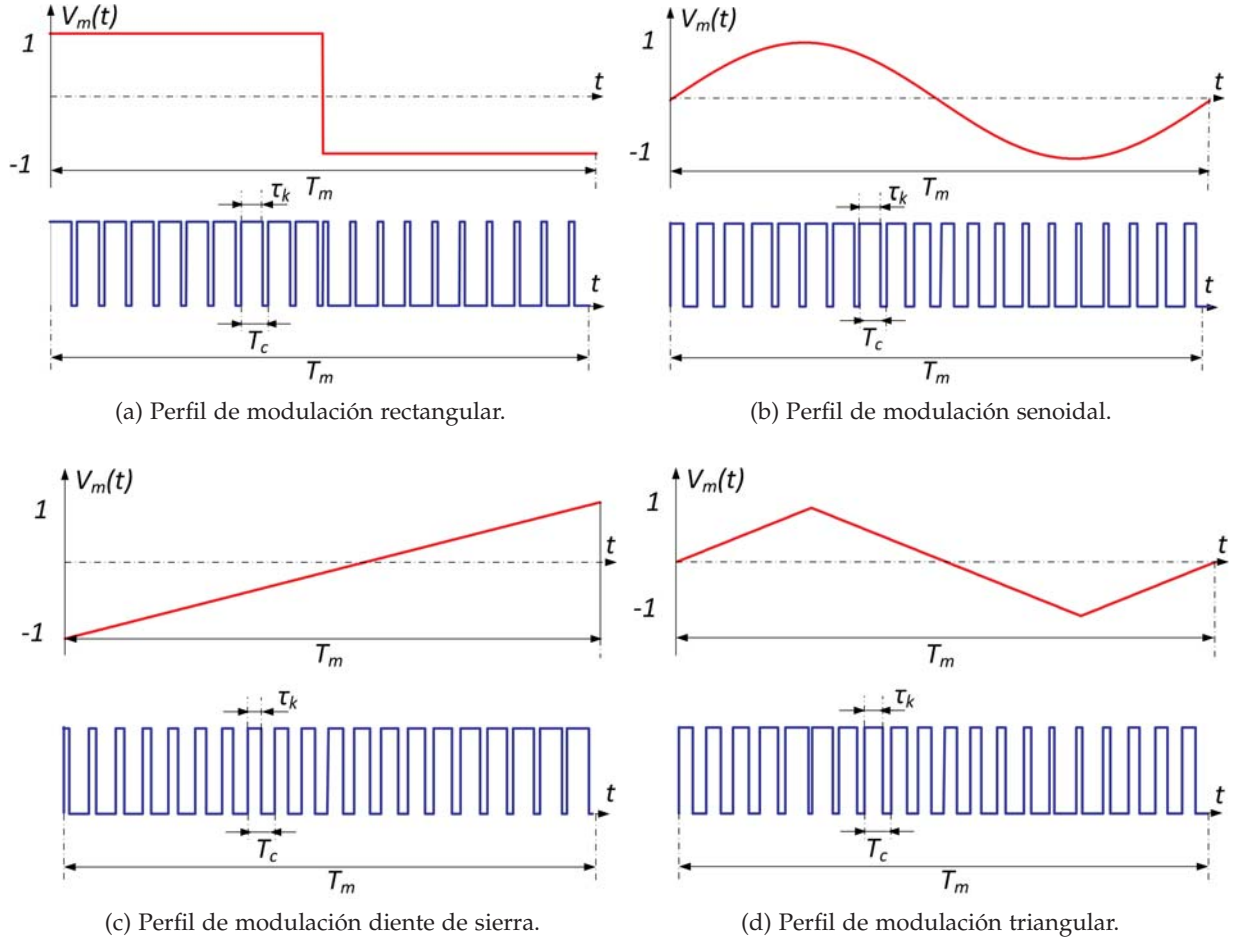 V_m(t)
1
t
-1
T_m
τ_k
t
T_c
T_m
(a) Perfil de modulación rectangular.
V_m(t)
1
t
-1
T_m
τ_k
t
T_c
T_m
(b) Perfil de modulación senoidal.
V_m(t)
1
t
-1
T_m
τ_k
t
T_c
T_m
(c) Perfil de modulación diente de sierra.
V_m(t)
1
t
-1
T_m
τ_k
t
T_c
T_m
(d) Perfil de modulación triangular.